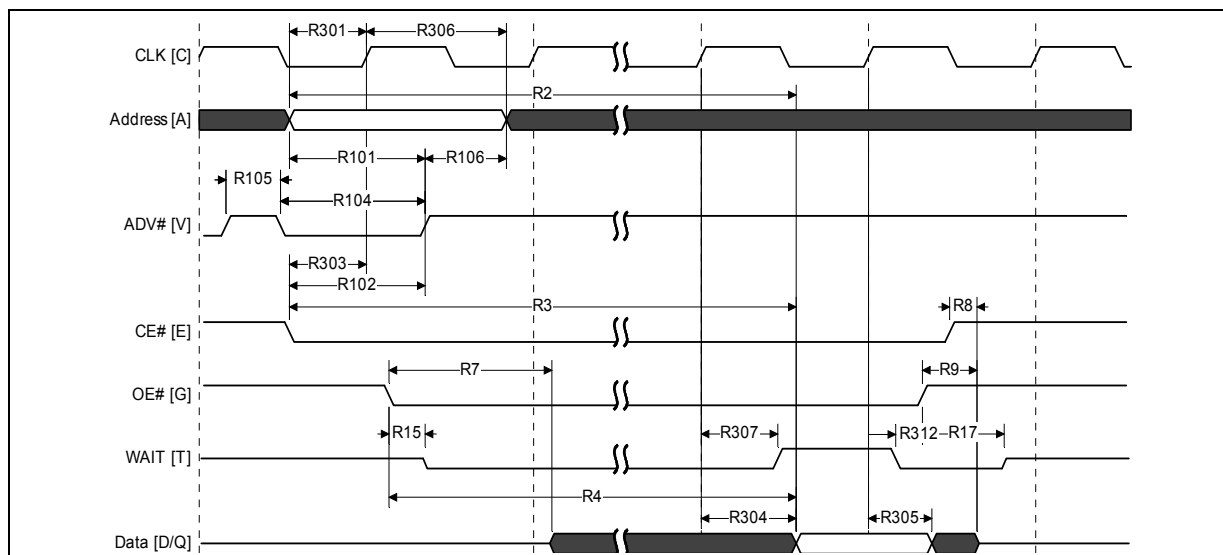 R301 R306
CLK [C]
R2
Address [A]
R101 R106
R105
R104
ADV# [V]
R303
R102
R3
R8
CE# [E]
R7
R9
OE# [G]
R15 R307 R312 R17
WAIT [T]
R4
R304 R305
Data [D/Q]